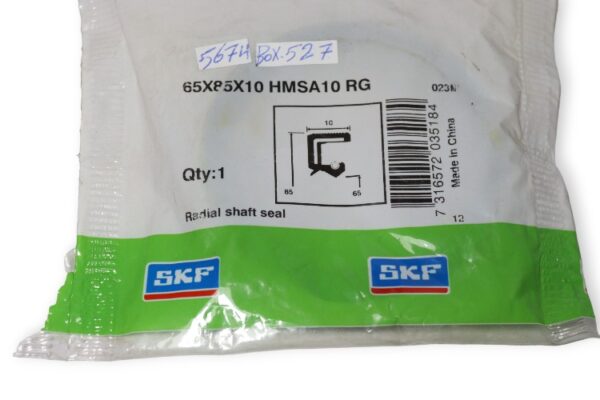 5674 BOX.527
65X85X10 HMSA10 RG
023N
10
85
65
Qty:1
7 316572 035184
Made in China
Radial shaft seal
12
SKF
SKF